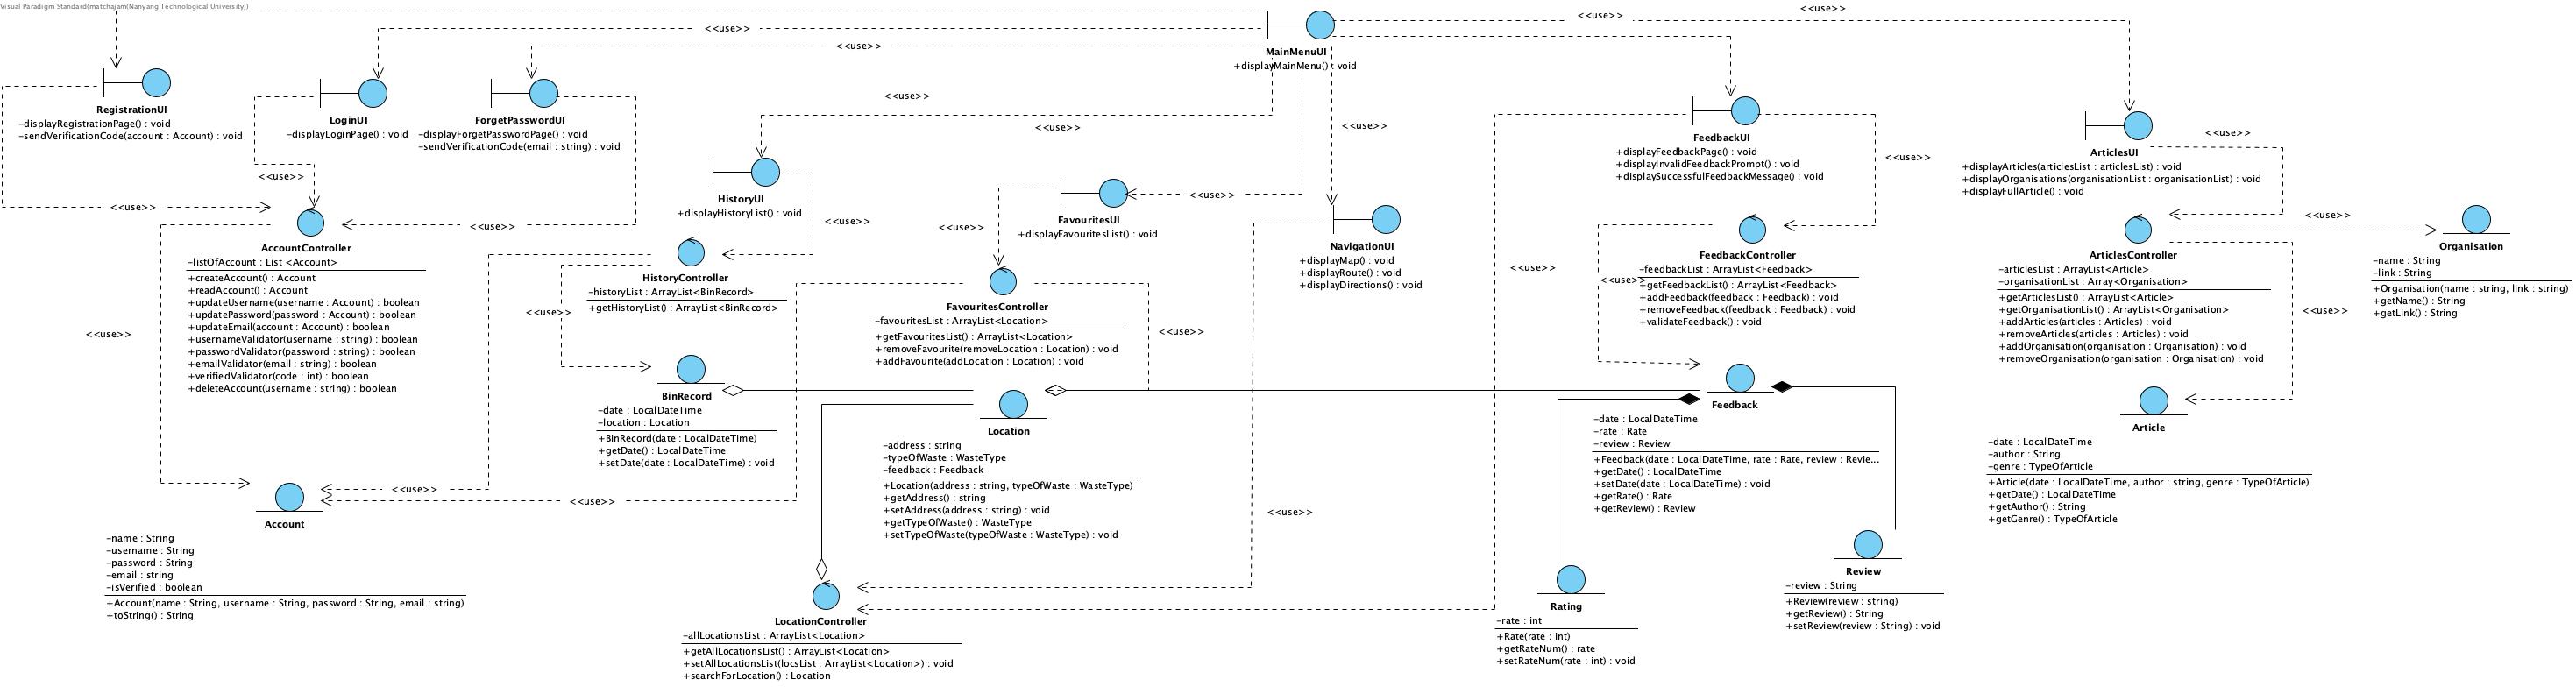 Visual Paradigm Standard(matchajam(Nanyang Technological University))
<<use>>
<<use>>
<<use>>
<<use>>
MainMenuUI
+displayMainMenu() : void
RegistrationUI
-displayRegistrationPage() : void
-sendVerificationCode(account : Account) : void
LoginUI
-displayLoginPage() : void
ForgetPasswordUI
-displayForgetPasswordPage() : void
-sendVerificationCode(email : string) : void
<<use>>
<<use>>
<<use>>
FeedbackUI
+displayFeedbackPage() : void
+displayInvalidFeedbackPrompt() : void
+displaySuccessfulFeedbackMessage() : void
<<use>>
ArticlesUI
+displayArticles(articlesList : articlesList) : void
+displayOrganisations(organisationList : organisationList) : void
+displayFullArticle() : void
<<use>>
<<use>>
<<use>>
<<use>>
HistoryUI
+displayHistoryList() : void
<<use>>
<<use>>
FavouritesUI
+displayFavouritesList() : void
<<use>>
NavigationUI
+displayMap() : void
+displayRoute() : void
+displayDirections() : void
<<use>>
AccountController
-listOfAccount : List <Account>
+createAccount() : Account
+readAccount() : Account
+updateUsername(username : Account) : boolean
+updatePassword(password : Account) : boolean
+updateEmail(account : Account) : boolean
+usernameValidator(username : string) : boolean
+passwordValidator(password : string) : boolean
+emailValidator(email : string) : boolean
+verifiedValidator(code : int) : boolean
+deleteAccount(username : string) : boolean
<<use>>
HistoryController
-historyList : ArrayList<BinRecord>
+getHistoryList() : ArrayList<BinRecord>
<<use>>
FavouritesController
-favouritesList : ArrayList<Location>
+getFavouritesList() : ArrayList<Location>
+removeFavourite(removeLocation : Location) : void
+addFavourite(addLocation : Location) : void
<<use>>
<<use>>
FeedbackController
-feedbackList : ArrayList<Feedback>
<<use>>
+getFeedbackList() : ArrayList<Feedback>
+addFeedback(feedback : Feedback) : void
+removeFeedback(feedback : Feedback) : void
+validateFeedback() : void
ArticlesController
-articlesList : ArrayList<Article>
-organisationList : Array<Organisation>
+getArticlesList() : ArrayList<Article>
+getOrganisationList() : ArrayList<Organisation>
+addArticles(articles : Articles) : void
+removeArticles(articles : Articles) : void
+addOrganisation(organisation : Organisation) : void
+removeOrganisation(organisation : Organisation) : void
<<use>>
<<use>>
Organisation
-name : String
-link : String
+Organisation(name : string, link : string)
+getName() : String
+getLink() : String
BinRecord
-date : LocalDateTime
-location : Location
+BinRecord(date : LocalDateTime)
+getDate() : LocalDateTime
+setDate(date : LocalDateTime) : void
Location
-address : string
-typeOfWaste : WasteType
-feedback : Feedback
+Location(address : string, typeOfWaste : WasteType)
+getAddress() : string
+setAddress(address : string) : void
+getTypeOfWaste() : WasteType
+setTypeOfWaste(typeOfWaste : WasteType) : void
Feedback
-date : LocalDateTime
-rate : Rate
-review : Review
+Feedback(date : LocalDateTime, rate : Rate, review : Revie...
+getDate() : LocalDateTime
+setDate(date : LocalDateTime) : void
+getRate() : Rate
+getReview() : Review
Article
-date : LocalDateTime
-author : String
-genre : TypeOfArticle
+Article(date : LocalDateTime, author : string, genre : TypeOfArticle)
+getDate() : LocalDateTime
+getAuthor() : String
+getGenre() : TypeOfArticle
<<use>>
<<use>>
<<use>>
Account
-name : String
-username : String
-password : String
-email : string
-isVerified : boolean
+Account(name : String, username : String, password : String, email : string)
+toString() : String
LocationController
-allLocationsList : ArrayList<Location>
+getAllLocationsList() : ArrayList<Location>
+setAllLocationsList(locsList : ArrayList<Location>) : void
+searchForLocation() : Location
Rating
-rate : int
+Rate(rate : int)
+getRateNum() : rate
+setRateNum(rate : int) : void
Review
-review : String
+Review(review : string)
+getReview() : String
+setReview(review : String) : void